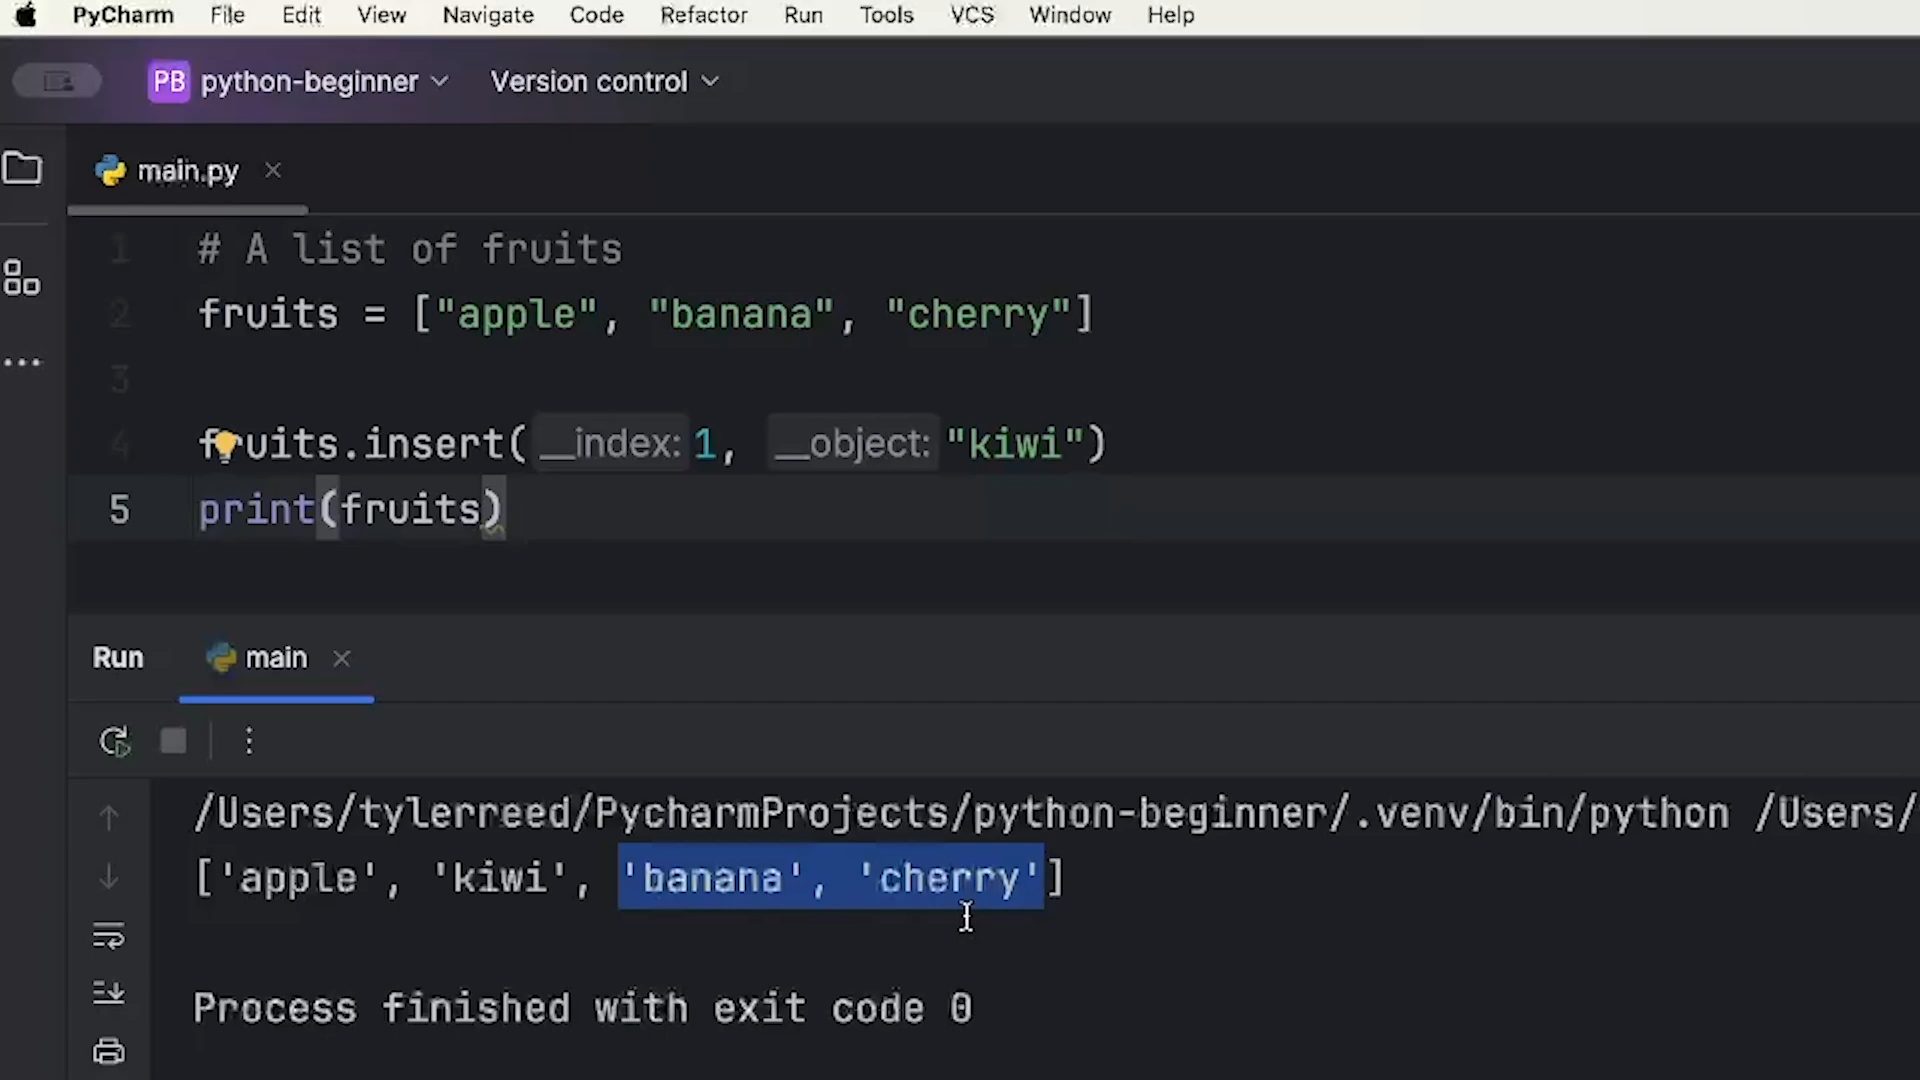 PyCharm File Edit View Navigate Code Refactor Run Tools VCS Window Help
PB python-beginner Version control
main.py
1 # A list of fruits
2 fruits = ["apple", "banana", "cherry"]
3
4 fruits.insert(__index: 1, __object: "kiwi")
5 print(fruits)
Run main
/Users/tylerreed/PycharmProjects/python-beginner/.venv/bin/python /Users/
['apple', 'kiwi', 'banana', 'cherry']
Process finished with exit code 0